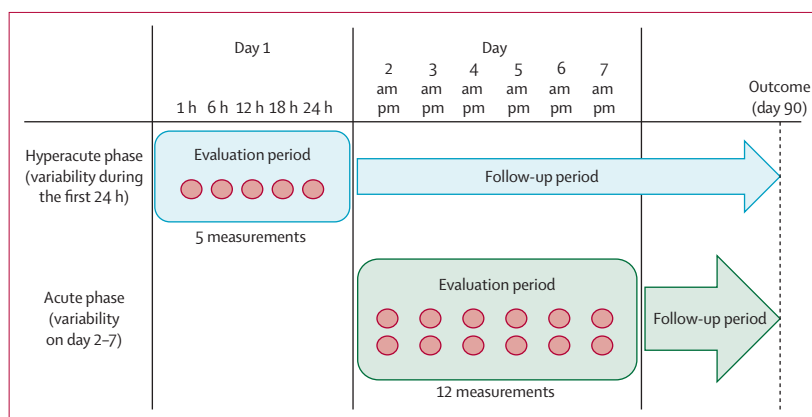 Day 1
Day
2 3 4 5 6 7
am am am am am am
pm pm pm pm pm pm
1 h 6 h 12 h 18 h 24 h
Outcome
(day 90)
Hyperacute phase
(variability during
the first 24 h)
Evaluation period
5 measurements
Follow-up period
Acute phase
(variability
on day 2–7)
Evaluation period
12 measurements
Follow-up period